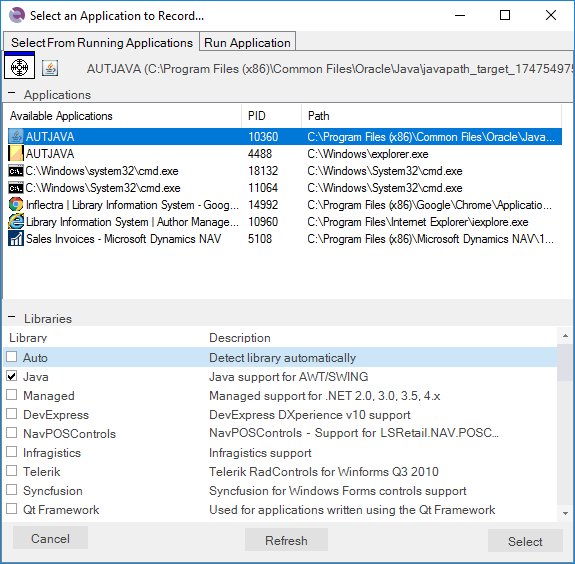 Select an Application to Record...
Select From Running Applications Run Application
AUTJAVA (C:\Program Files (x86)\Common Files\Oracle\Java\javapath_target_174754975
Applications
Available Applications PID Path
AUTJAVA 10360 C:\Program Files (x86)\Common Files\Oracle\Java...
AUTJAVA 4488 C:\Windows\explorer.exe
C:\Windows\system32\cmd.exe 18132 C:\Windows\System32\cmd.exe
C:\Windows\System32\cmd.exe 11064 C:\Windows\System32\cmd.exe
Inflectra | Library Information System - Goog... 14992 C:\Program Files (x86)\Google\Chrome\Applicatio...
Library Information System | Author Manage... 10960 C:\Program Files\Internet Explorer\iexplore.exe
Sales Invoices - Microsoft Dynamics NAV 5108 C:\Program Files (x86)\Microsoft Dynamics NAV\1...
Libraries
Library Description
Auto Detect library automatically
Java Java support for AWT/SWING
Managed Managed support for .NET 2.0, 3.0, 3.5, 4.x
DevExpress DevExpress DXperience v10 support
NavPOSControls NavPOSControls - Support for LSRetail.NAV.POSC...
Infragistics Infragistics support
Telerik Telerik RadControls for Winforms Q3 2010
Syncfusion Syncfusion for Windows Forms controls support
Qt Framework Used for applications written using the Qt Framework
Cancel Refresh Select